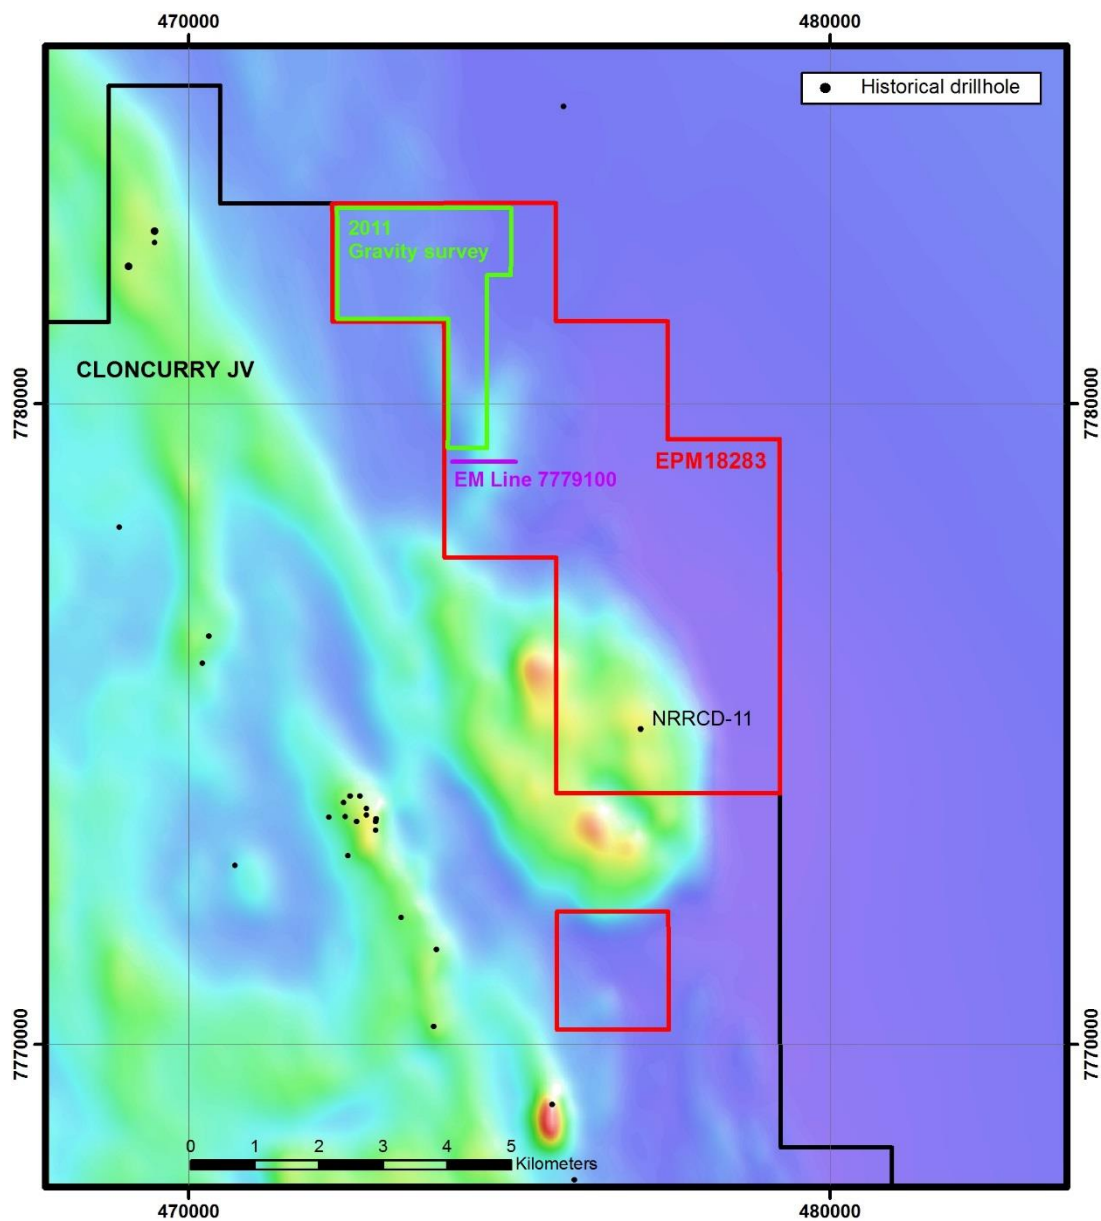 470000
480000
Historical drillhole
2011
Gravity survey
CLONCURRY JV
7780000
7780000
EPM18283
EM Line 7779100
NRRCD-11
7770000
7770000
0 1 2 3 4 5
Kilometers
470000
480000